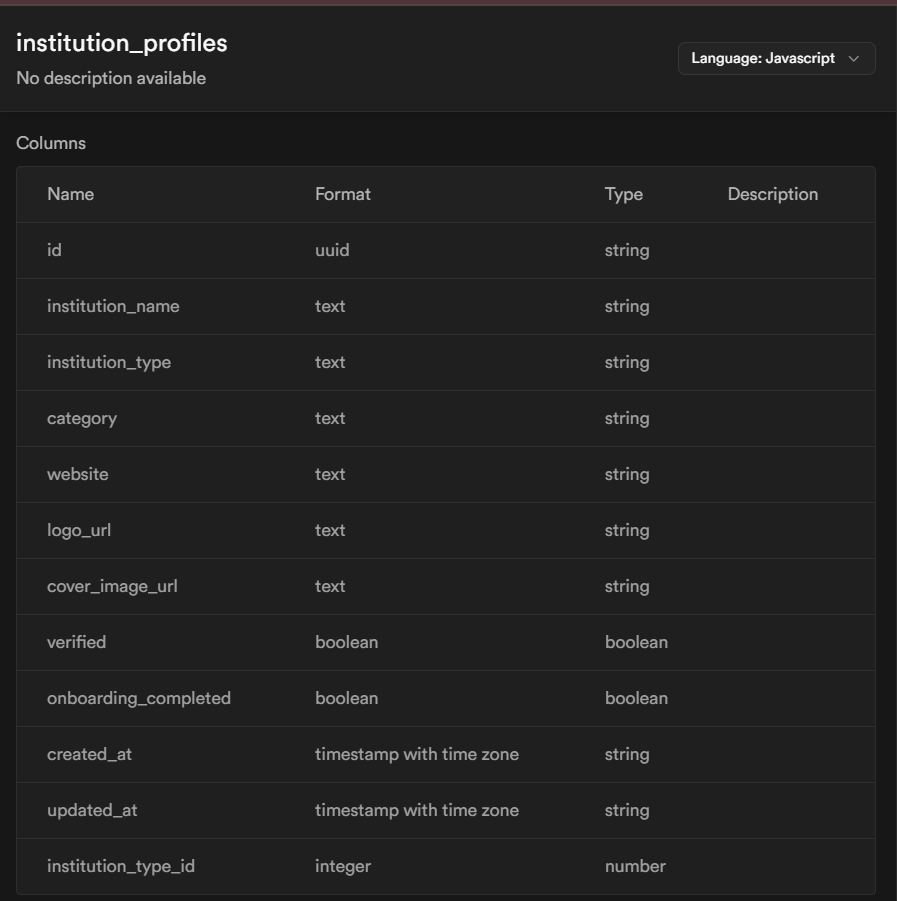 institution_profiles
No description available
Language: Javascript
Columns
Name Format Type Description
id uuid string
institution_name text string
institution_type text string
category text string
website text string
logo_url text string
cover_image_url text string
verified boolean boolean
onboarding_completed boolean boolean
created_at timestamp with time zone string
updated_at timestamp with time zone string
institution_type_id integer number